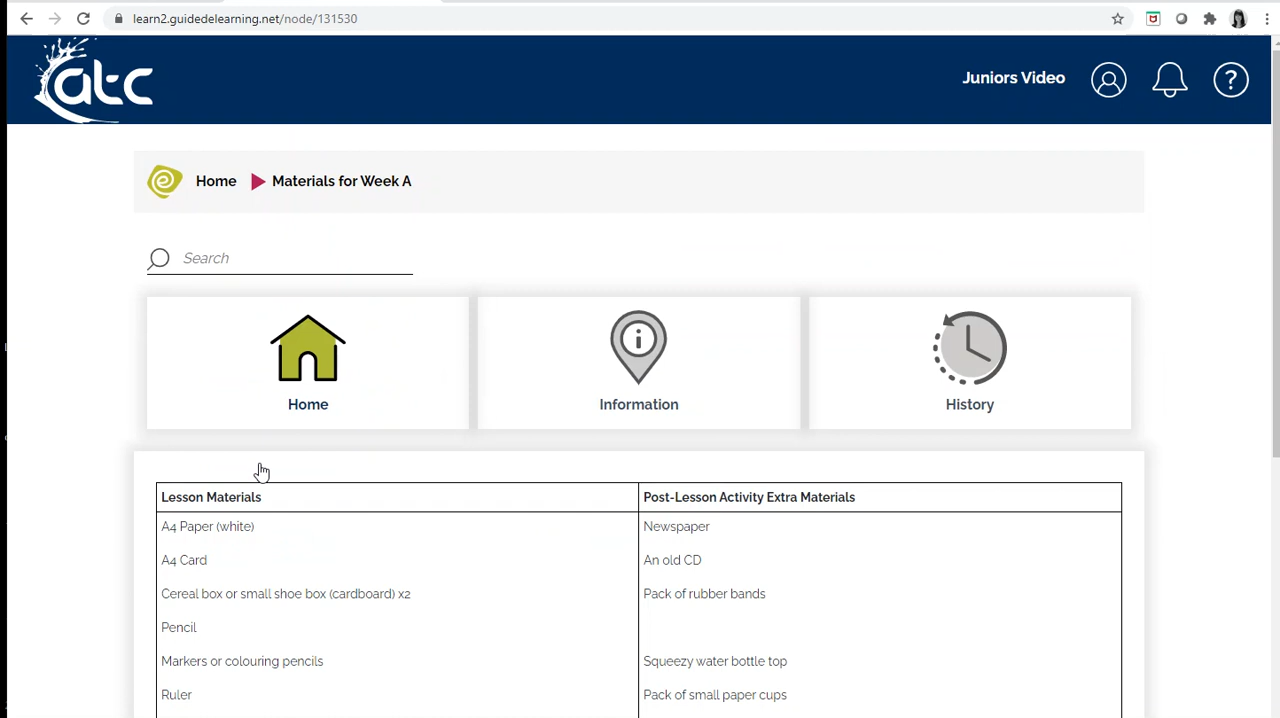 learn2.guidedelearning.net/node/131530
atc
Juniors Video
Home
Materials for Week A
Search
Home
Information
History
Lesson Materials
Post-Lesson Activity Extra Materials
A4 Paper (white)
Newspaper
A4 Card
An old CD
Cereal box or small shoe box (cardboard) x2
Pack of rubber bands
Pencil
Markers or colouring pencils
Squeezy water bottle top
Ruler
Pack of small paper cups